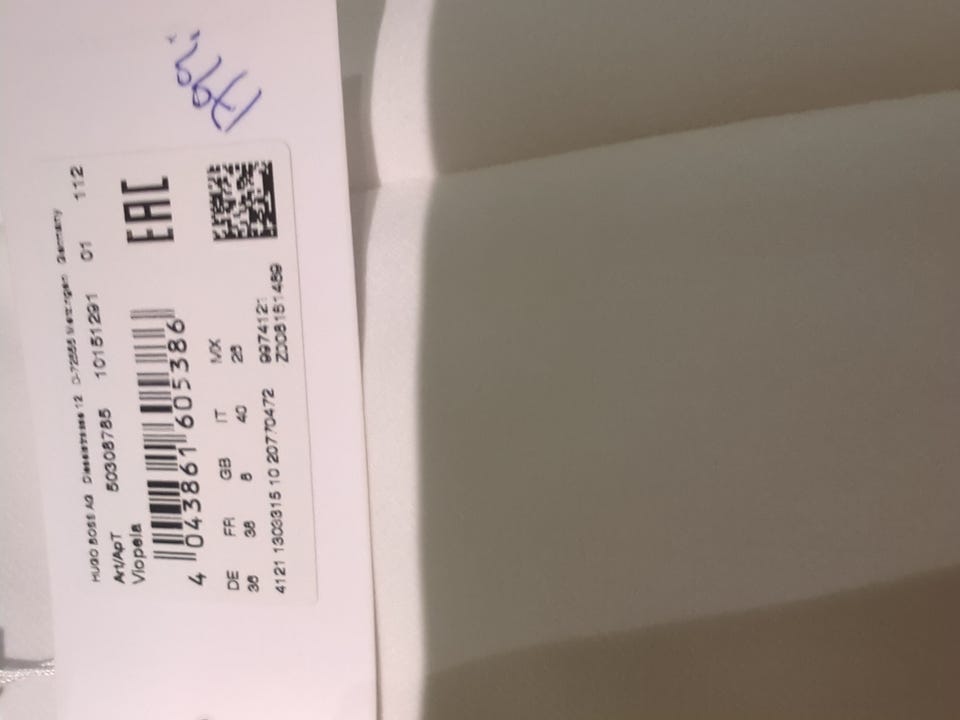 HUGO BOSS AG Dieselstrasse 12 D-72555 Metzingen Germany
Art/ApT 50308785 10151291 01 112
Viopela
EAC
4 043861 605386
DE FR GB IT MX
36 38 8 40 28
4121 1303315 10 20770472 9974121
Z008151489